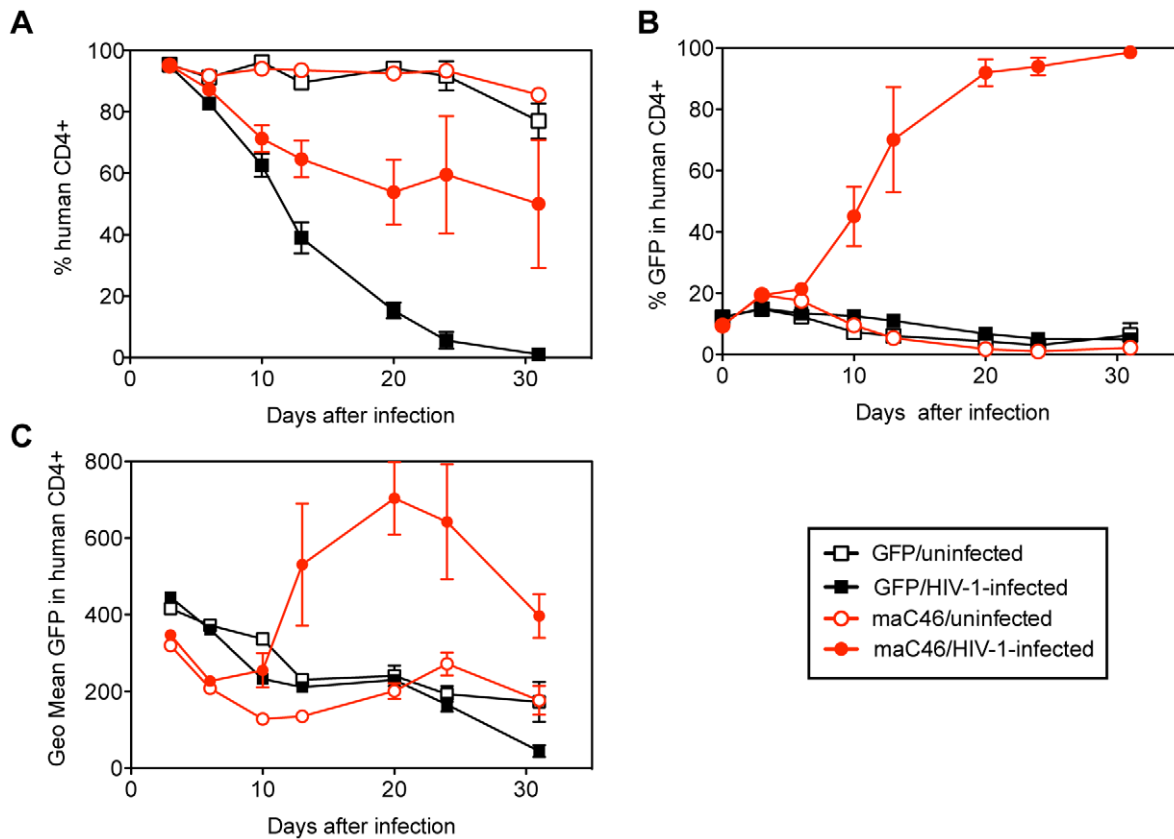 A
B
100
80
60
40
20
0
% human CD4+
0
10
20
30
Days after infection
100
80
60
40
20
0
% GFP in human CD4+
0
10
20
30
Days after infection
C
800
600
400
200
0
Geo Mean GFP in human CD4+
0
10
20
30
Days after infection
GFP/uninfected
GFP/HIV-1-infected
maC46/uninfected
maC46/HIV-1-infected